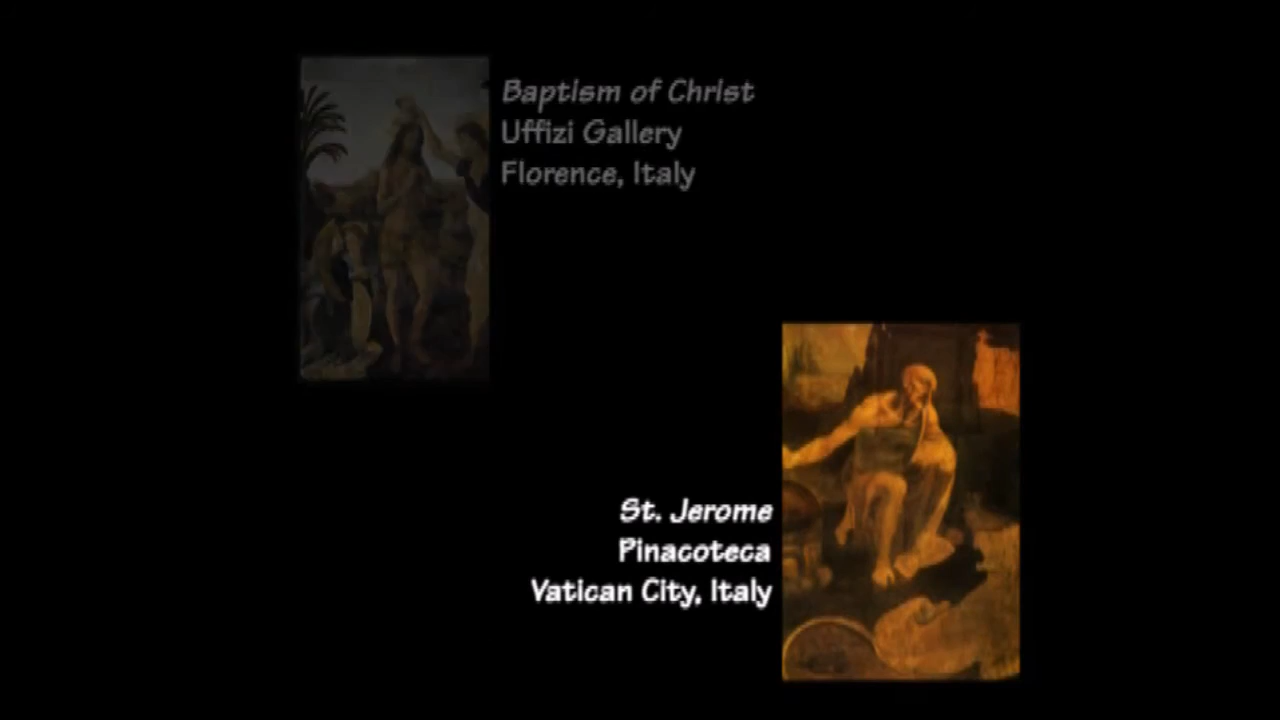 Baptism of Christ
Uffizi Gallery
Florence, Italy
St. Jerome
Pinacoteca
Vatican City, Italy